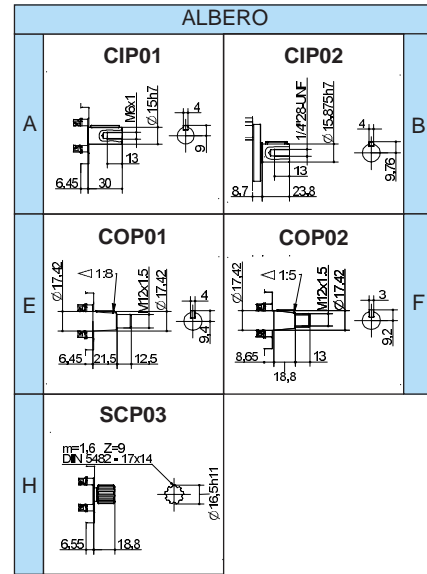 ALBERO
A
CIP01
M6x1
Ø15h7
4
9
13
6.45
30
CIP02
1/4"28-UNF
Ø15.875h7
4
9.76
13
8.7
23.8
B
E
COP01
Ø17.42
1:8
M12x1.5
Ø17.42
4
9.4
6.45
21,5
12,5
COP02
Ø17.42
1:5
M12x1.5
Ø17.42
3
9.2
8,65
18,8
13
F
H
SCP03
m=1,6 Z=9
DIN 5482 - 17x14
Ø16,5h11
6.55
18.8